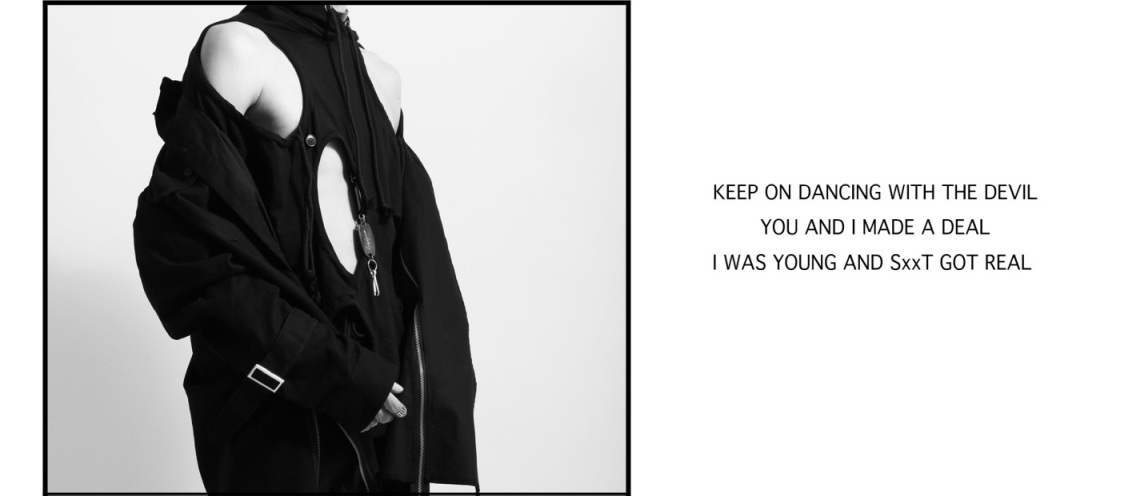 KEEP ON DANCING WITH THE DEVIL
YOU AND I MADE A DEAL
I WAS YOUNG AND SxxT GOT REAL